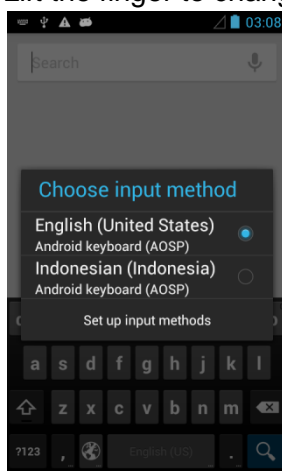 Lift the finger to chang
03:08
Search
Choose input method
English (United States)
Android keyboard (AOSP)
Indonesian (Indonesia)
Android keyboard (AOSP)
Set up input methods
a s d f g h j k l
z x c v b n m
?123 , English (US) .